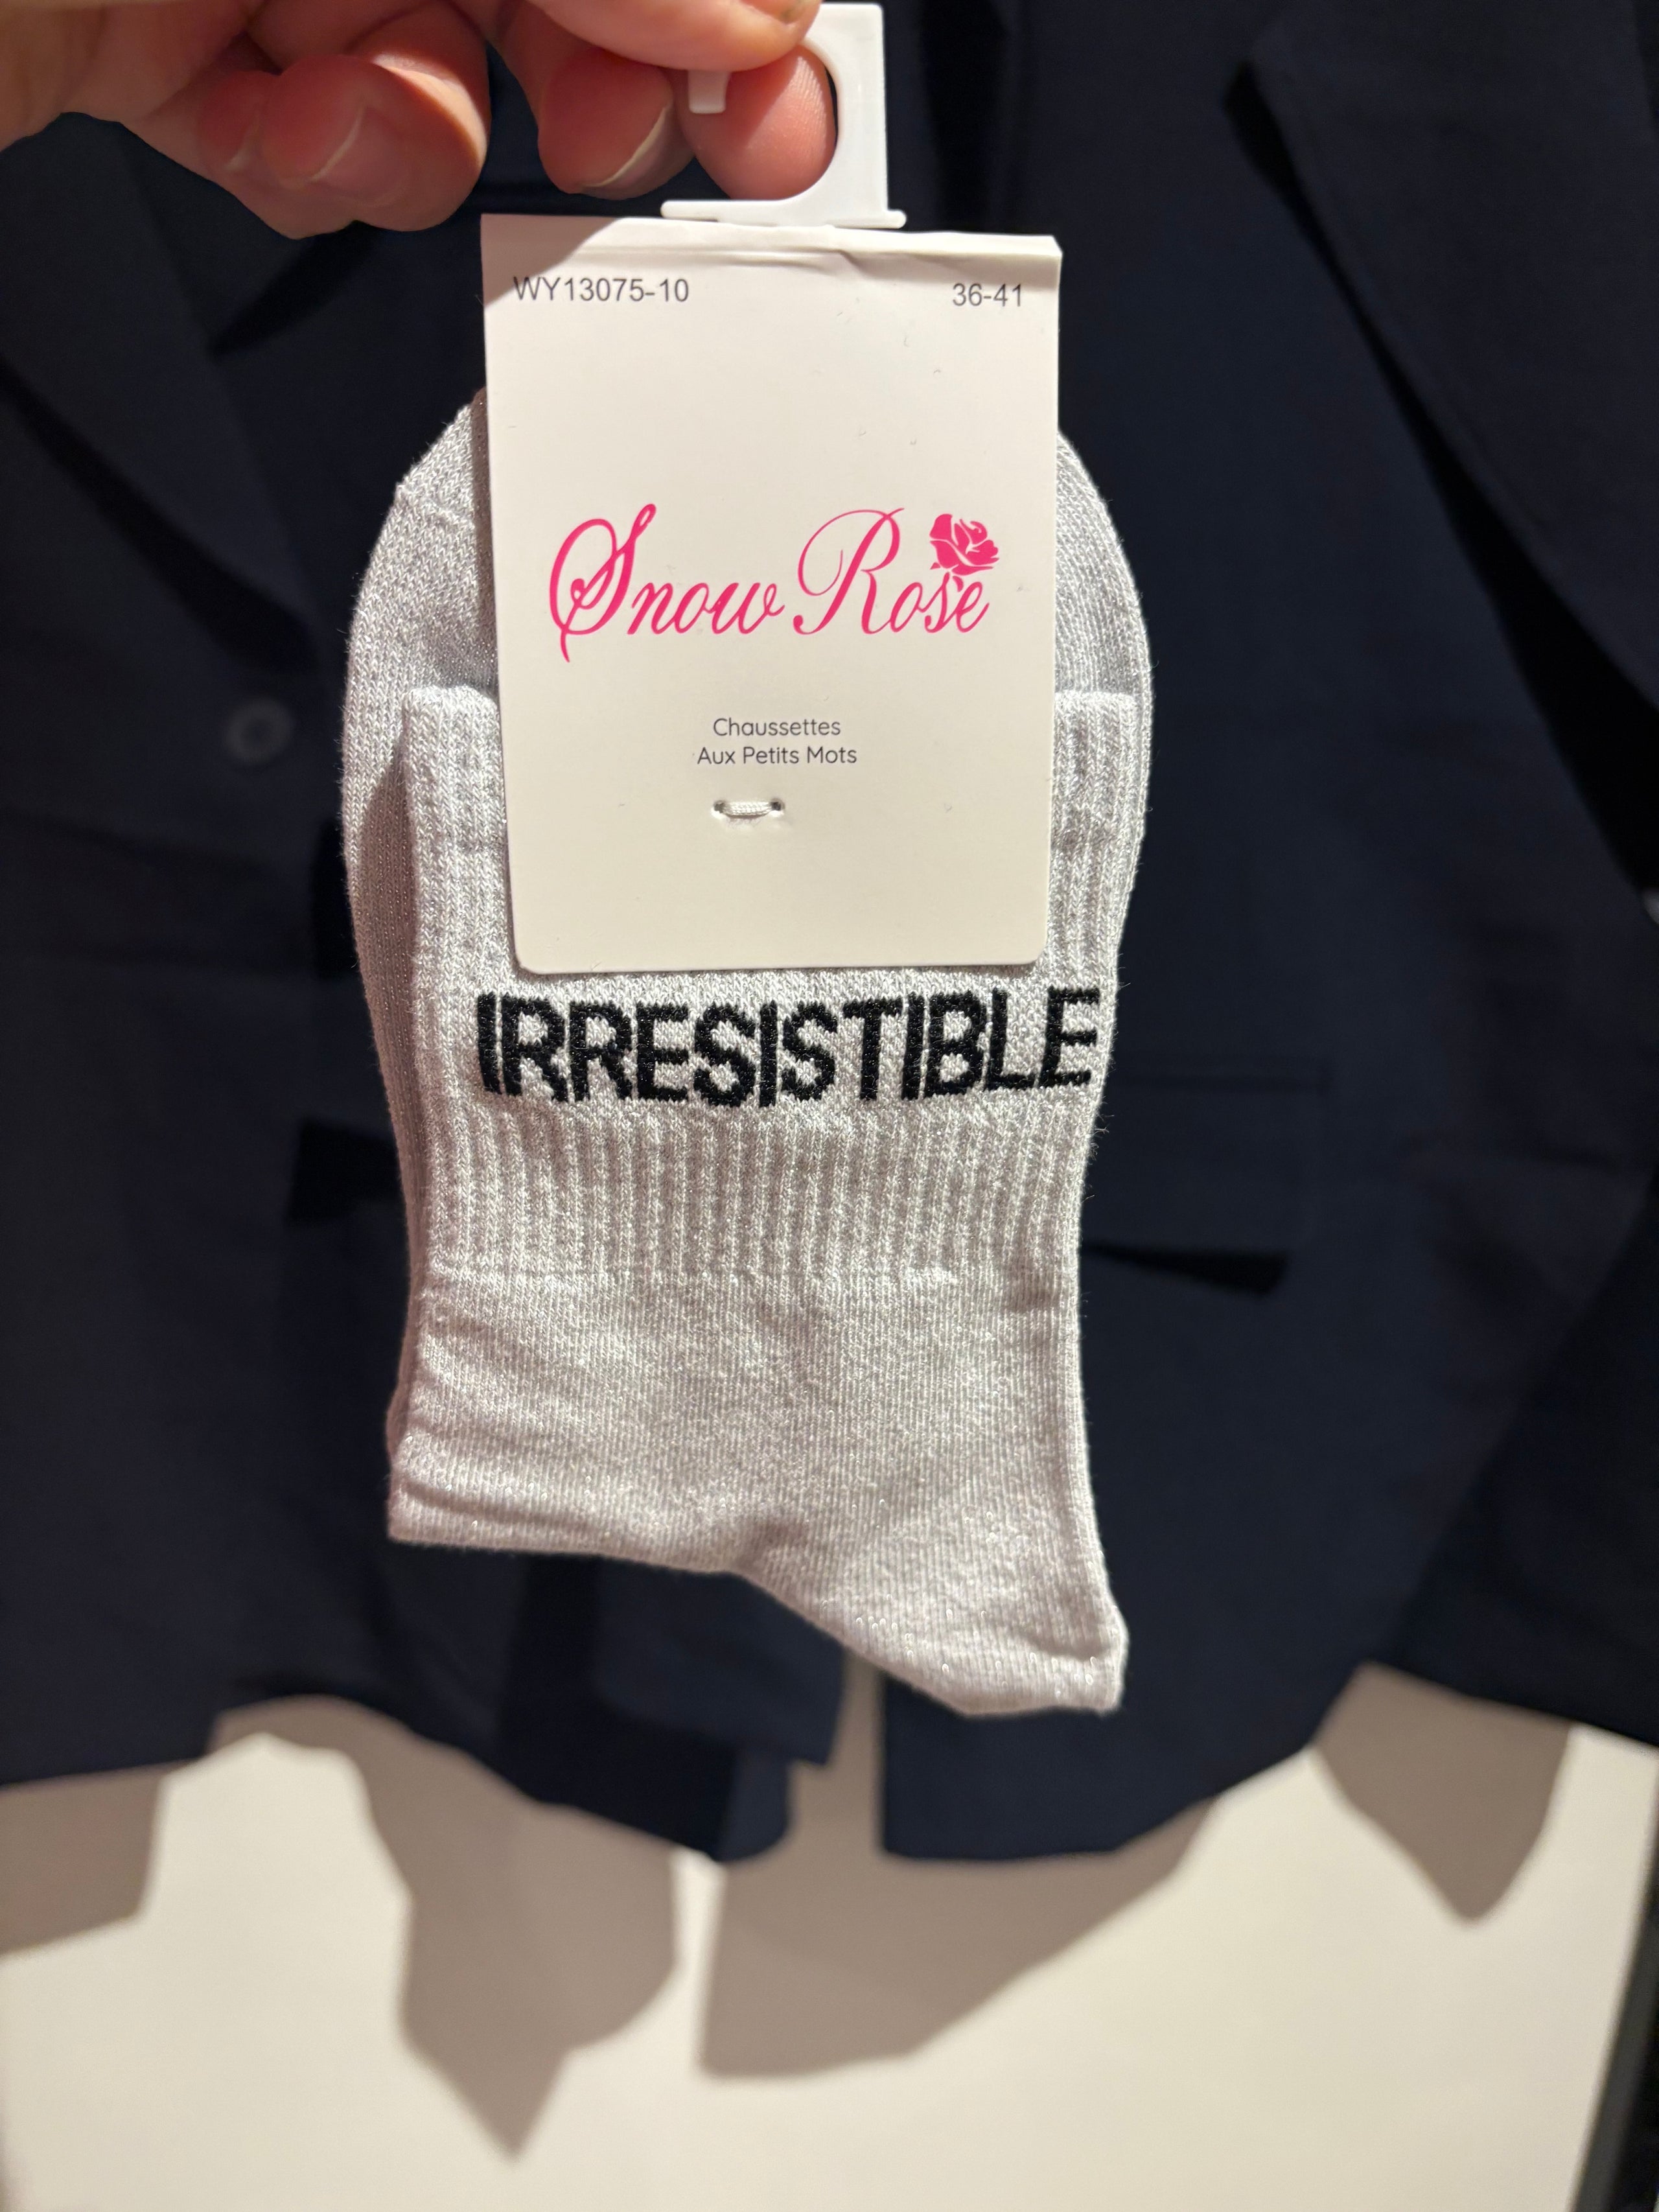 WY13075-10 36-41
Snow Rose
Chaussettes
Aux Petits Mots
IRRESISTIBLE